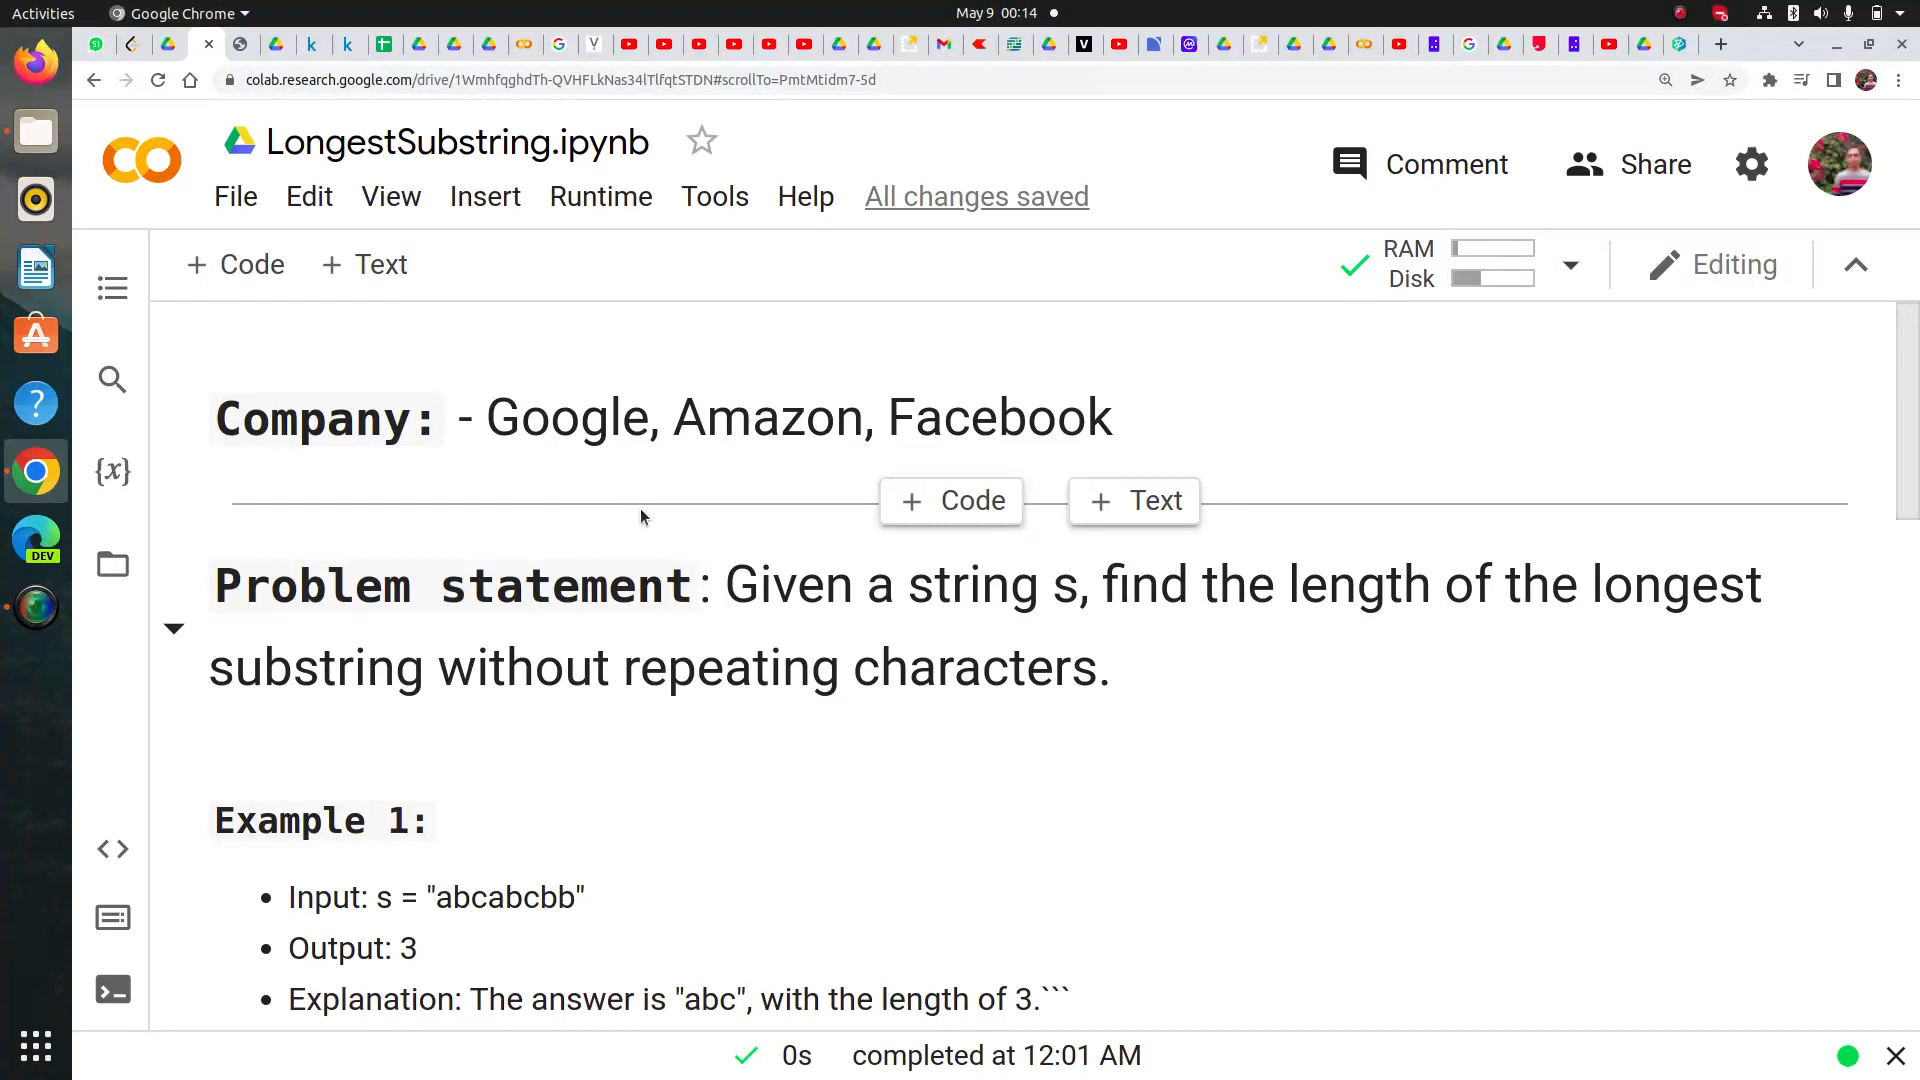 Activities
Google Chrome
May 9 00:14
colab.research.google.com/drive/1WmhfqghdTh-QVHFLkNas34lTlfqtSTDN#scrollTo=PmtMtidm7-5d
LongestSubstring.ipynb
Comment
Share
File Edit View Insert Runtime Tools Help All changes saved
+ Code + Text
RAM
Disk
Editing
Company: - Google, Amazon, Facebook
+ Code + Text
Problem statement: Given a string s, find the length of the longest
substring without repeating characters.
{x}
Example 1:
• Input: s = "abcabcbb"
• Output: 3
• Explanation: The answer is "abc", with the length of 3.```
DEV
0s completed at 12:01 AM